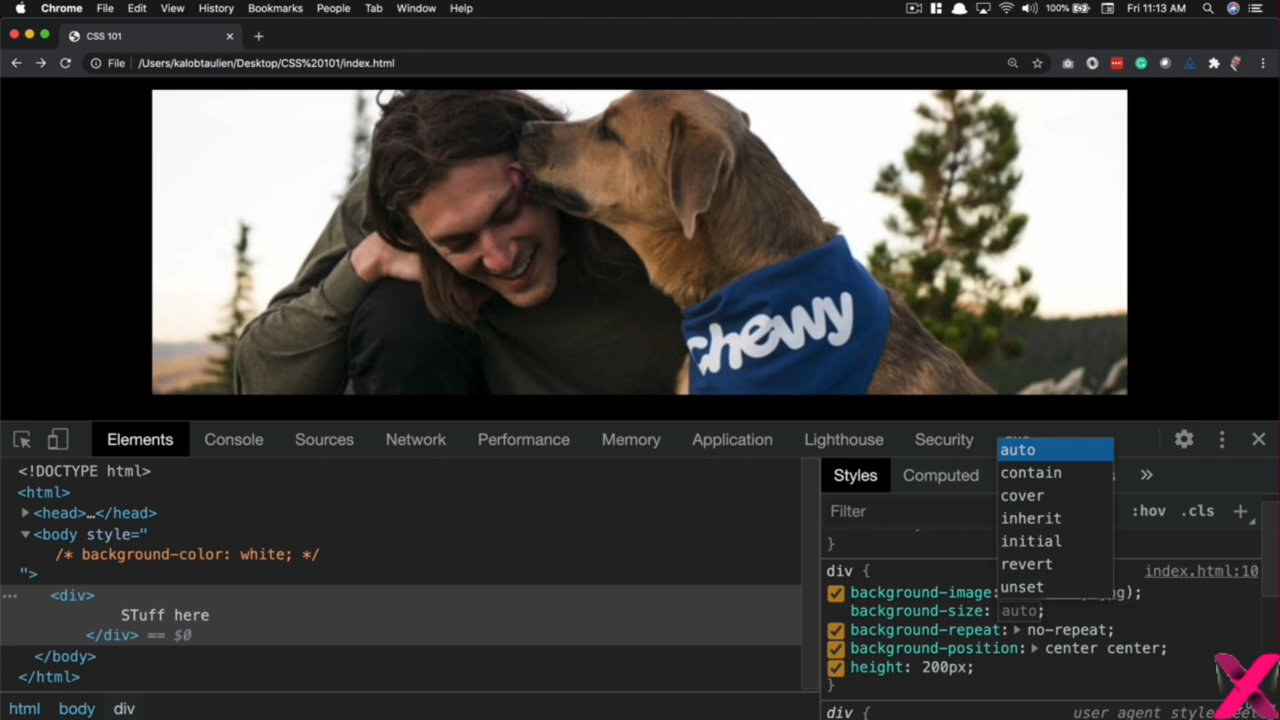 Chrome File Edit View History Bookmarks People Tab Window Help 100% Fri 11:13 AM
CSS 101
File /Users/kalobtaulien/Desktop/CSS%20101/index.html
chewy
Elements Console Sources Network Performance Memory Application Lighthouse Security
<!DOCTYPE html>
<html>
<head>…</head>
<body style="
/* background-color: white; */
">
<div>
STuff here
</div> == $0
</body>
</html>
html body div
Styles Computed
Filter :hov .cls
}
div { index.html:10
background-image:
background-size: auto;
background-repeat: no-repeat;
background-position: center center;
height: 200px;
}
div { user agent stylesheet
auto
contain
cover
inherit
initial
revert
unset
X